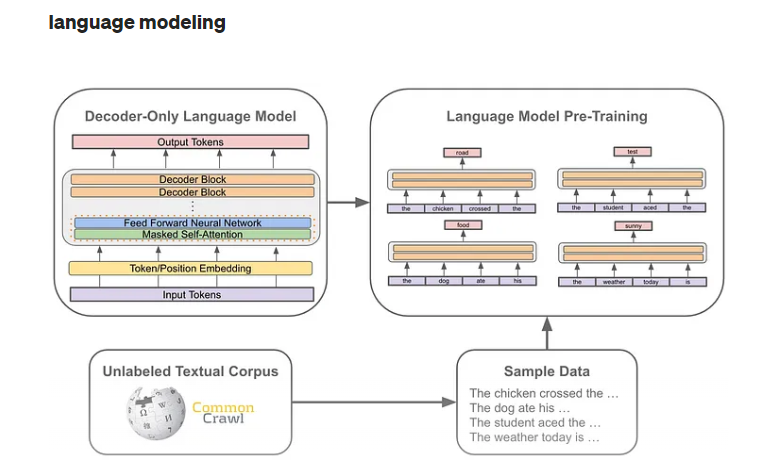 language modeling
Decoder-Only Language Model
Output Tokens
Decoder Block
Decoder Block
Feed Forward Neural Network
Masked Self-Attention
Token/Position Embedding
Input Tokens
Language Model Pre-Training
road
the chicken crossed the
test
the student aced the
food
the dog ate his
sunny
the weather today is
Unlabeled Textual Corpus
Common
Crawl
Sample Data
The chicken crossed the …
The dog ate his …
The student aced the …
The weather today is …